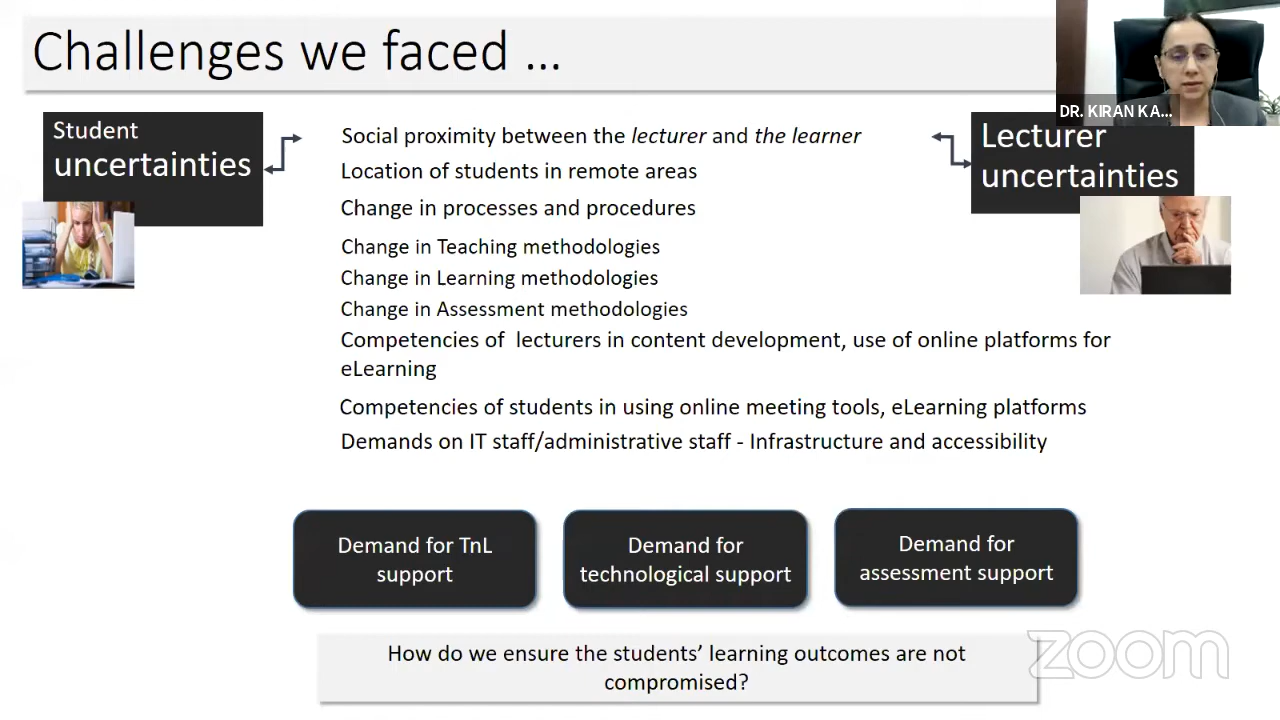 Challenges we faced ...
DR. KIRAN KA...
Student
uncertainties
Lecturer
uncertainties
Social proximity between the lecturer and the learner
Location of students in remote areas
Change in processes and procedures
Change in Teaching methodologies
Change in Learning methodologies
Change in Assessment methodologies
Competencies of lecturers in content development, use of online platforms for
eLearning
Competencies of students in using online meeting tools, eLearning platforms
Demands on IT staff/administrative staff - Infrastructure and accessibility
Demand for TnL
support
Demand for
technological support
Demand for
assessment support
How do we ensure the students’ learning outcomes are not
compromised?
zoom